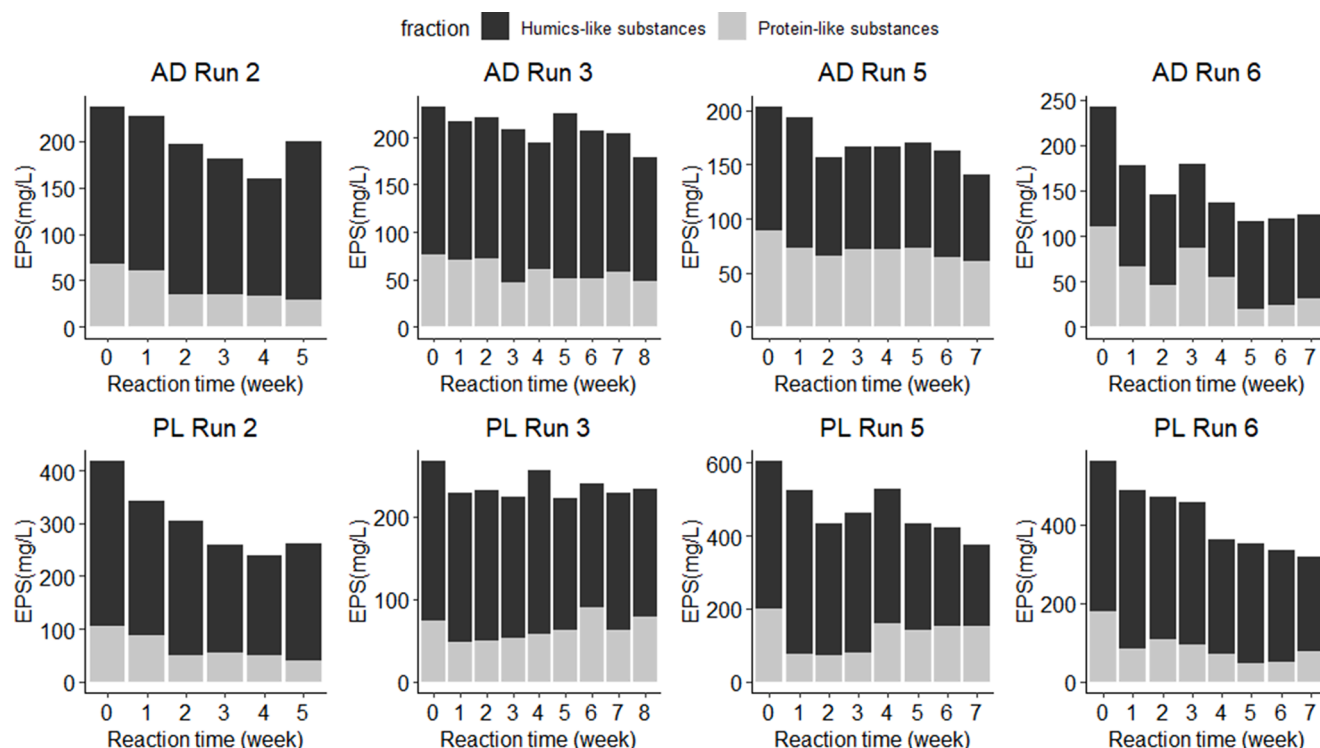 fraction Humics-like substances Protein-like substances
AD Run 2 AD Run 3 AD Run 5 AD Run 6
EPS(mg/L)
200
150
100
50
0
0 1 2 3 4 5
Reaction time (week)
EPS(mg/L)
200
150
100
50
0
0 1 2 3 4 5 6 7 8
Reaction time (week)
EPS(mg/L)
200
150
100
50
0
0 1 2 3 4 5 6 7
Reaction time (week)
EPS(mg/L)
250
200
150
100
50
0
0 1 2 3 4 5 6 7
Reaction time (week)
PL Run 2 PL Run 3 PL Run 5 PL Run 6
EPS(mg/L)
400
300
200
100
0
0 1 2 3 4 5
Reaction time (week)
EPS(mg/L)
200
100
0
0 1 2 3 4 5 6 7 8
Reaction time (week)
EPS(mg/L)
600
400
200
0
0 1 2 3 4 5 6 7
Reaction time (week)
EPS(mg/L)
400
200
0
0 1 2 3 4 5 6 7
Reaction time (week)